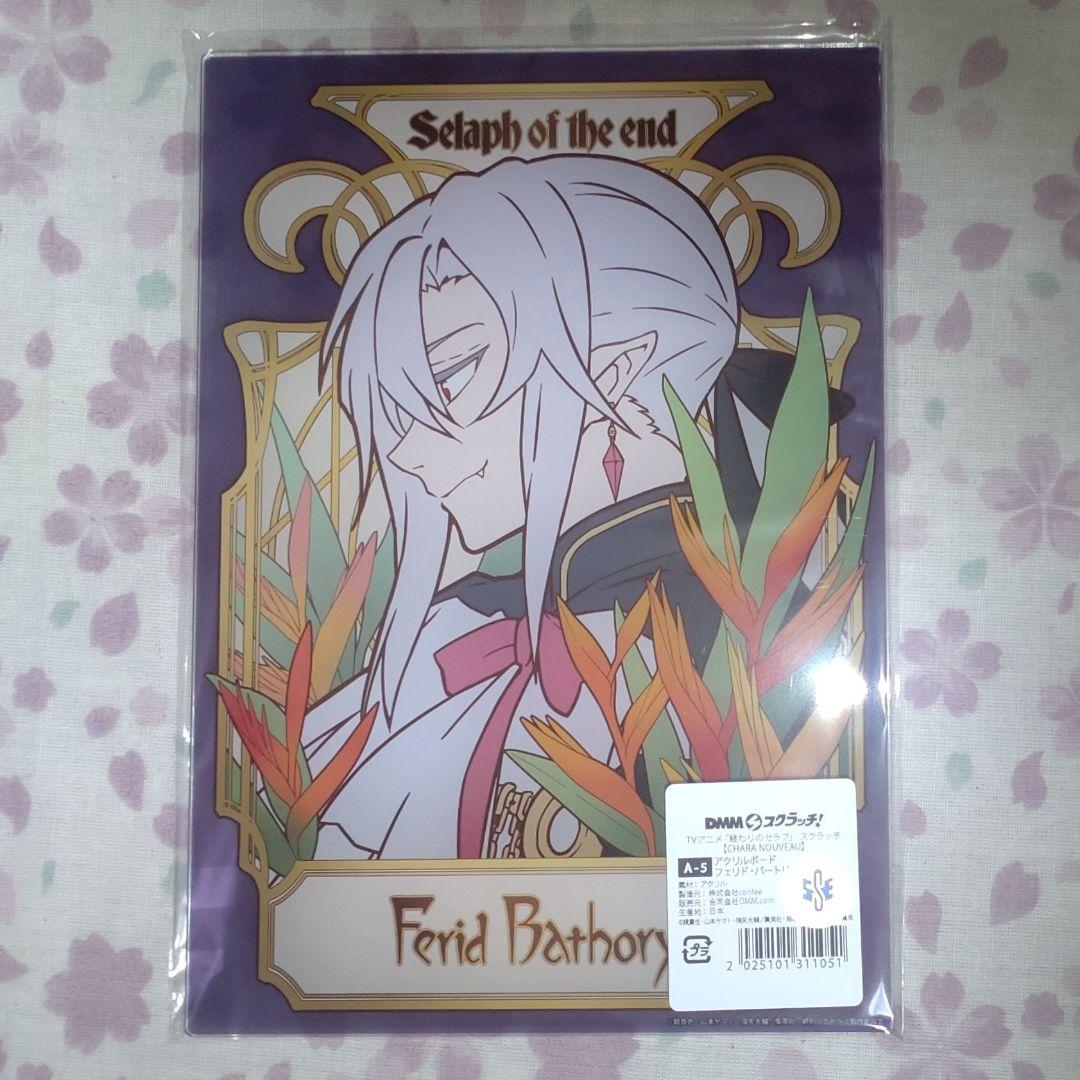 Selaph of the end
DMM スクラッチ!
TVアニメ「終わりのセラフ」 スクラッチ
【CHARA NOUVEAU】
A-5 アクリルボード
フェリド・バートリ
素材：アクリル
製造元：株式会社confee
販売元：合同会社DMM.com
生産地：日本
SSE
プラ
2 025101 311051
Ferid Bathory